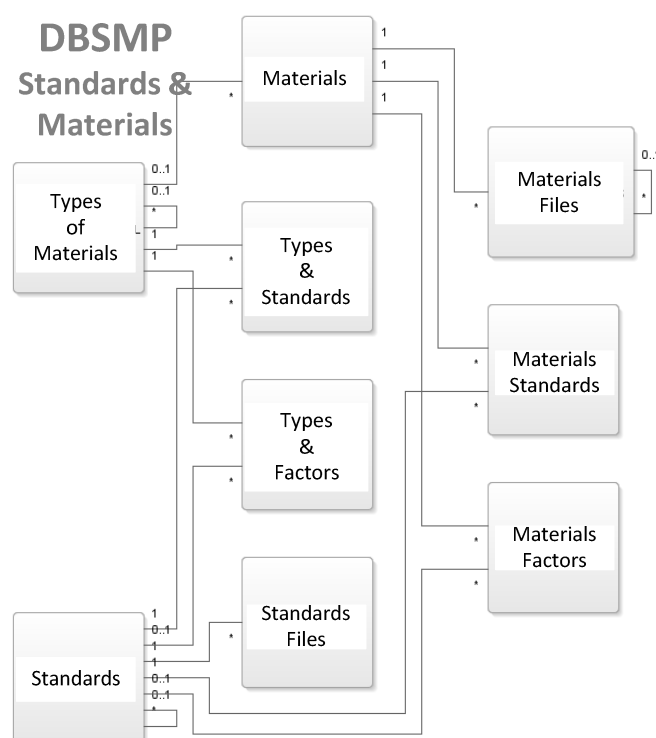 DBSMP
Standards &
Materials
Materials
1
1
1
*
Types
of
Materials
0..1
0..1
*
1
1
Materials
Files
0..1
*
*
Types
&
Standards
*
*
Materials
Standards
*
*
Types
&
Factors
*
*
Materials
Factors
*
*
Standards
Files
*
Standards
1
0..1
1
1
0..1
0..1
*